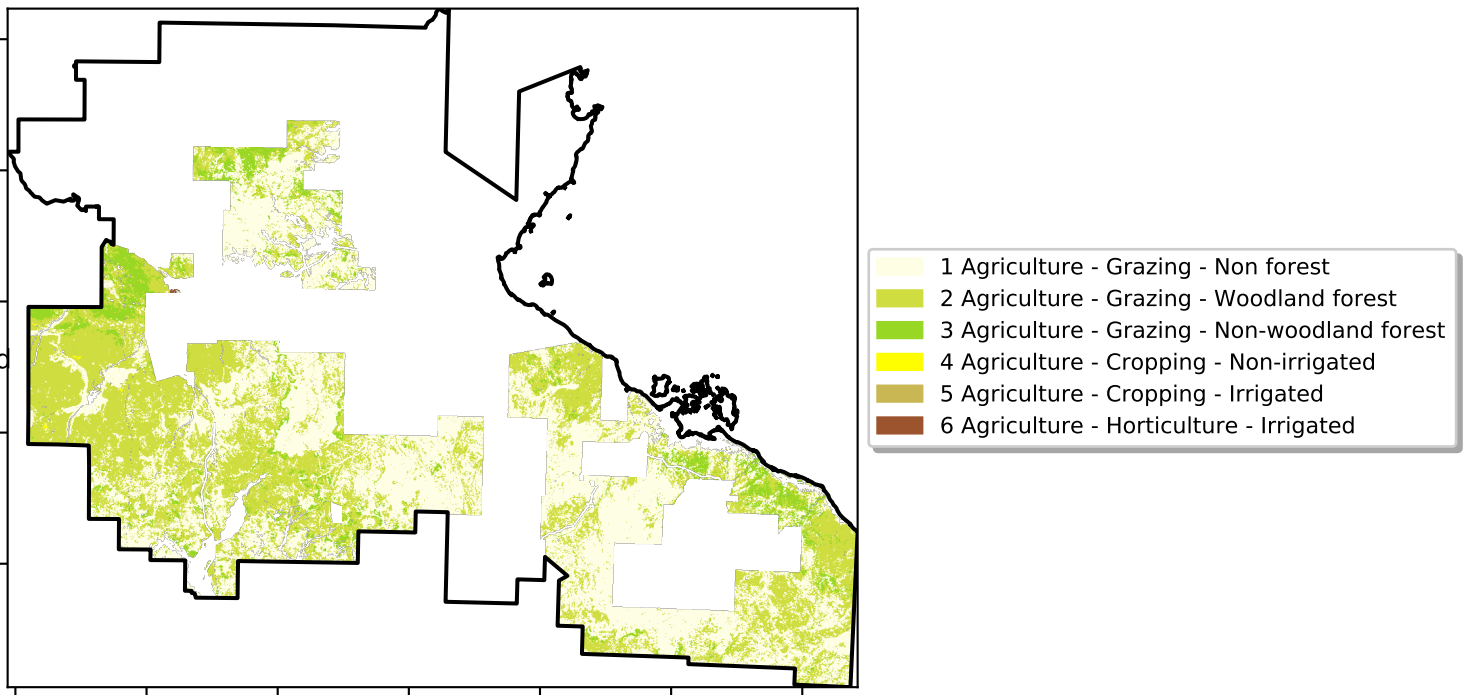 1 Agriculture - Grazing - Non forest
2 Agriculture - Grazing - Woodland forest
3 Agriculture - Grazing - Non-woodland forest
4 Agriculture - Cropping - Non-irrigated
5 Agriculture - Cropping - Irrigated
6 Agriculture - Horticulture - Irrigated